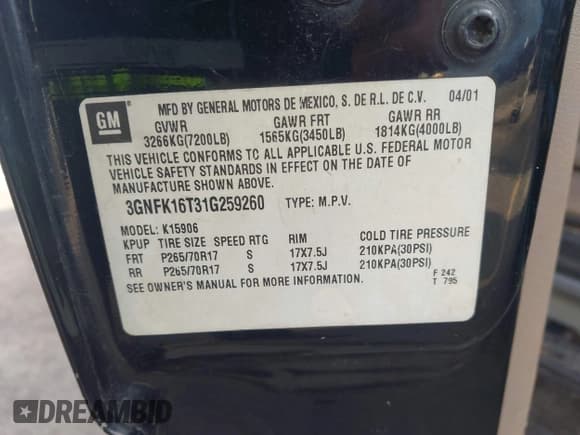 GM
MFD BY GENERAL MOTORS DE MEXICO, S. DE R.L. DE C.V. 04/01
GVWR GAWR FRT GAWR RR
3266KG(7200LB) 1565KG(3450LB) 1814KG(4000LB)
THIS VEHICLE CONFORMS TO ALL APPLICABLE U.S. FEDERAL MOTOR
VEHICLE SAFETY STANDARDS IN EFFECT ON THE DATE OF
MANUFACTURE SHOWN ABOVE.
3GNFK16T31G259260 TYPE: M.P.V.
MODEL: K15906
KPUP TIRE SIZE SPEED RTG RIM COLD TIRE PRESSURE
FRT P265/70R17 S 17X7.5J 210KPA(30PSI)
RR P265/70R17 S 17X7.5J 210KPA(30PSI)
SEE OWNER'S MANUAL FOR MORE INFORMATION.
F 242
T 795
DREAMBID